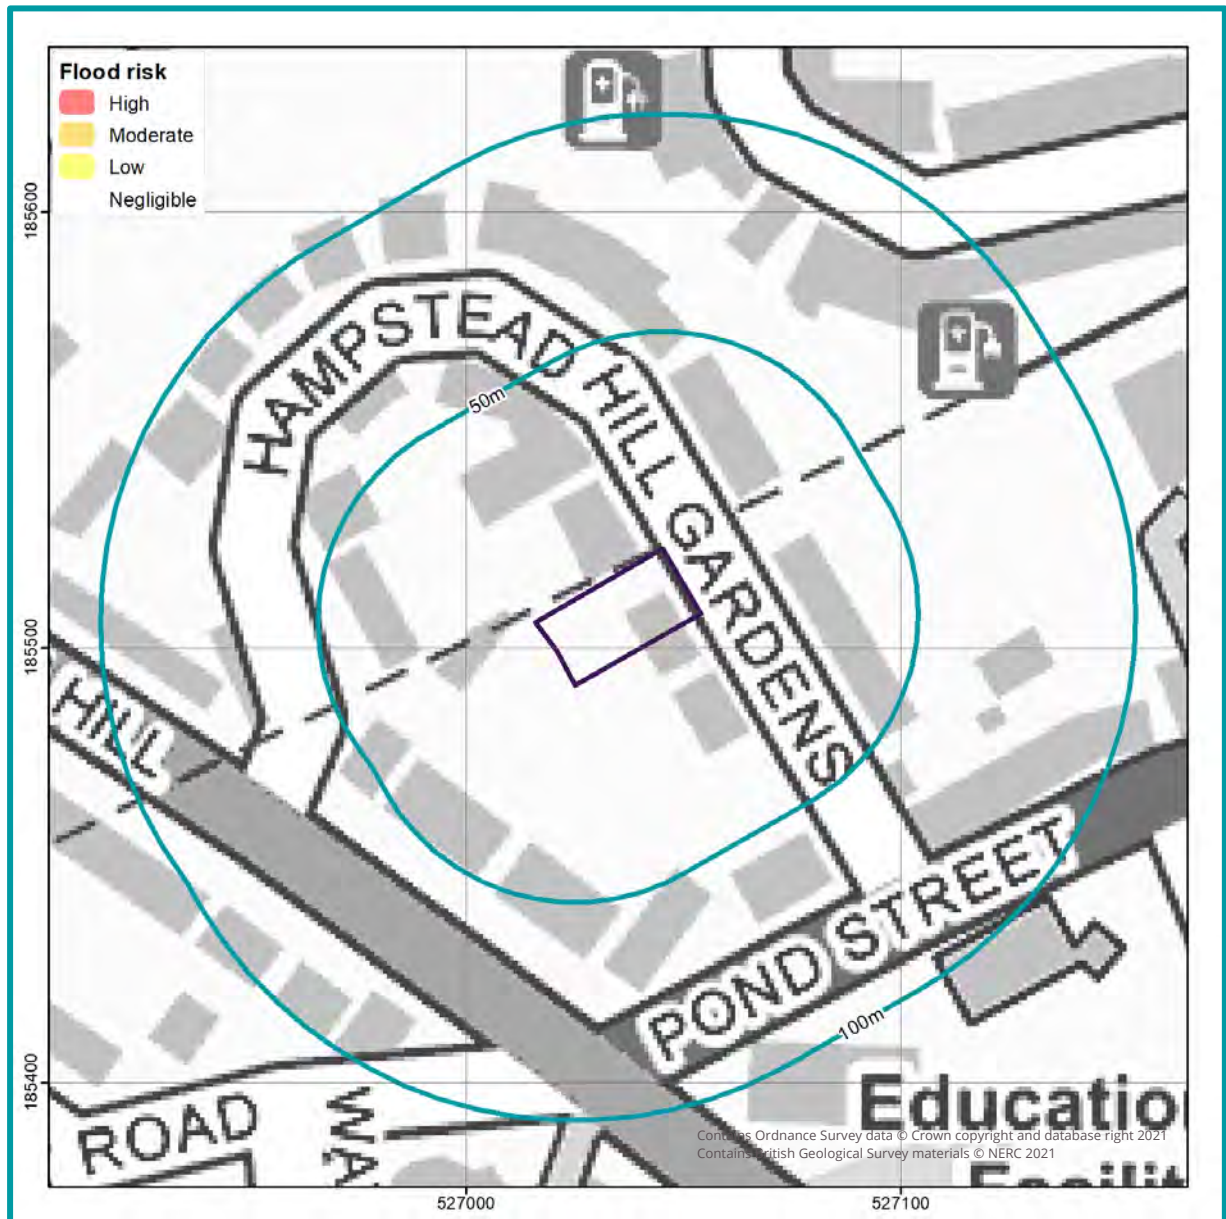 Flood risk
High
Moderate
Low
Negligible
185600
HAMPSTEAD HILL GARDENS
50m
185500
HILL
POND STREET
100m
185400
ROAD
Educatio
Contains Ordnance Survey data © Crown copyright and database right 2021
Contains British Geological Survey materials © NERC 2021
527000
527100